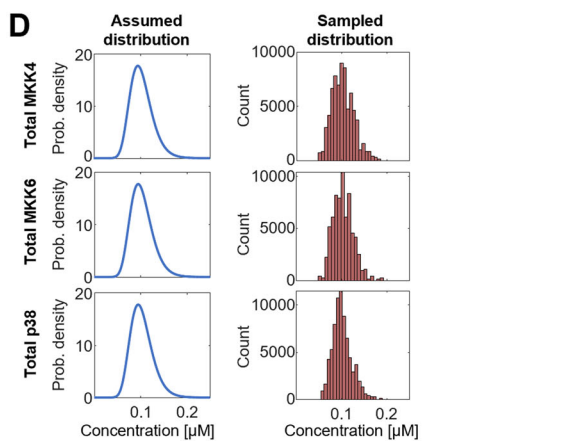 D
Assumed
distribution
Sampled
distribution
Total MKK4
Prob. density
20
10
0
Count
10000
5000
0
Total MKK6
Prob. density
20
10
0
Count
10000
5000
0
Total p38
Prob. density
20
10
0
0.1 0.2
Concentration [µM]
Count
10000
5000
0
0.1 0.2
Concentration [µM]